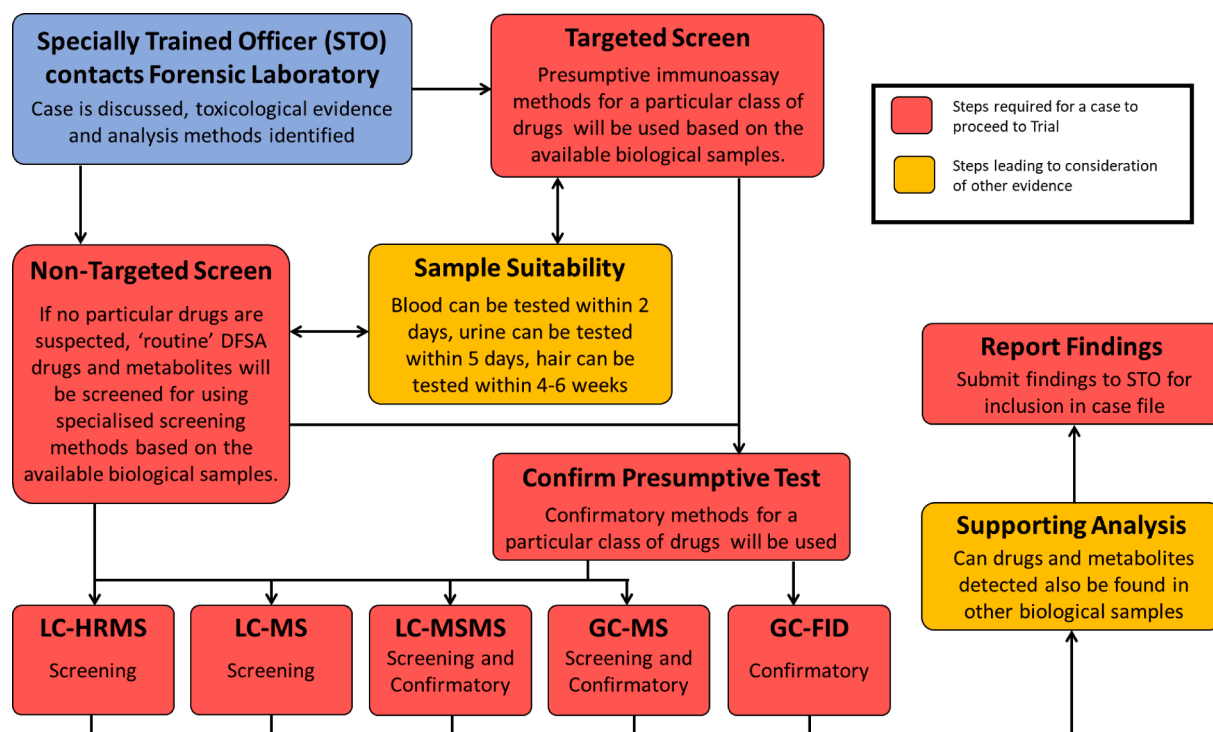 Specially Trained Officer (STO)
contacts Forensic Laboratory
Case is discussed, toxicological evidence
and analysis methods identified
Targeted Screen
Presumptive immunoassay
methods for a particular class of
drugs will be used based on the
available biological samples.
Steps required for a case to
proceed to Trial
Steps leading to consideration
of other evidence
Non-Targeted Screen
If no particular drugs are
suspected, ‘routine’ DFSA
drugs and metabolites will
be screened for using
specialised screening
methods based on the
available biological samples.
Sample Suitability
Blood can be tested within 2
days, urine can be tested
within 5 days, hair can be
tested within 4-6 weeks
Report Findings
Submit findings to STO for
inclusion in case file
Confirm Presumptive Test
Confirmatory methods for a
particular class of drugs will be used
Supporting Analysis
Can drugs and metabolites
detected also be found in
other biological samples
LC-HRMS
Screening
LC-MS
Screening
LC-MSMS
Screening and
Confirmatory
GC-MS
Screening and
Confirmatory
GC-FID
Confirmatory